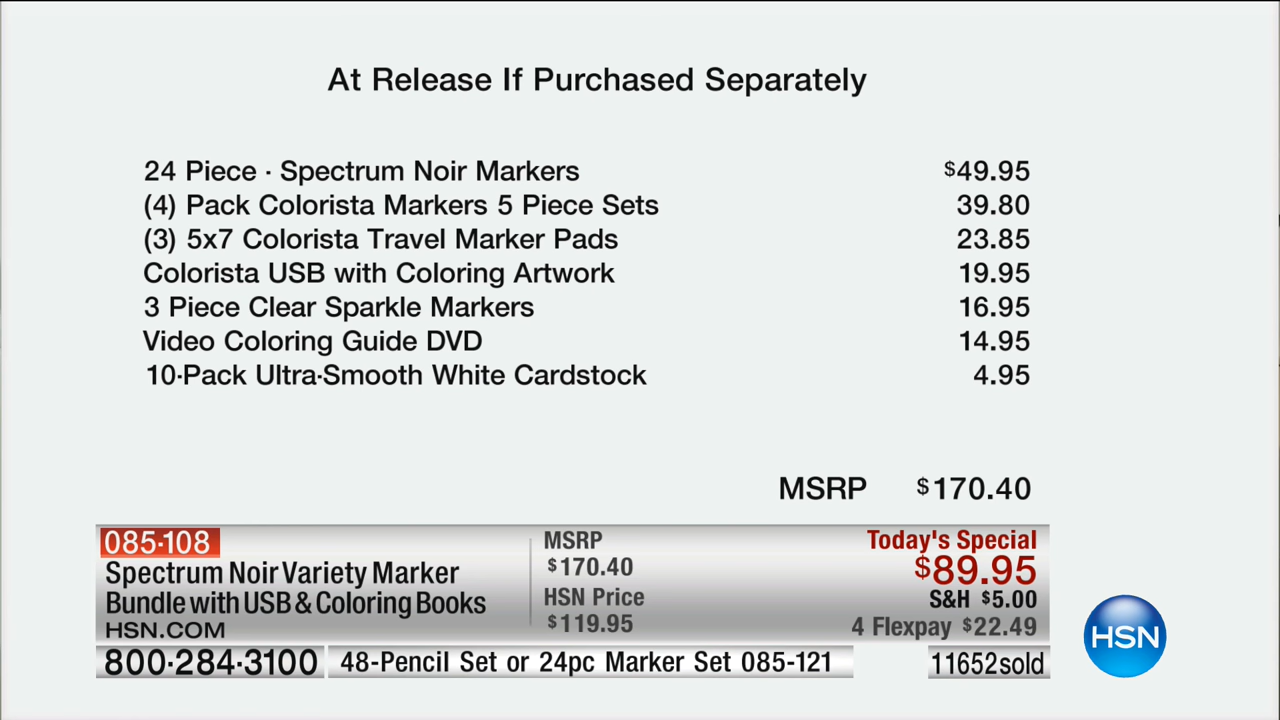 At Release If Purchased Separately
24 Piece · Spectrum Noir Markers $49.95
(4) Pack Colorista Markers 5 Piece Sets 39.80
(3) 5x7 Colorista Travel Marker Pads 23.85
Colorista USB with Coloring Artwork 19.95
3 Piece Clear Sparkle Markers 16.95
Video Coloring Guide DVD 14.95
10·Pack Ultra·Smooth White Cardstock 4.95
MSRP $170.40
085·108
Spectrum Noir Variety Marker
Bundle with USB & Coloring Books
HSN.COM
MSRP
$170.40
HSN Price
$119.95
Today's Special
$89.95
S&H $5.00
4 Flexpay $22.49
HSN
800·284·3100
48-Pencil Set or 24pc Marker Set 085-121
11652sold